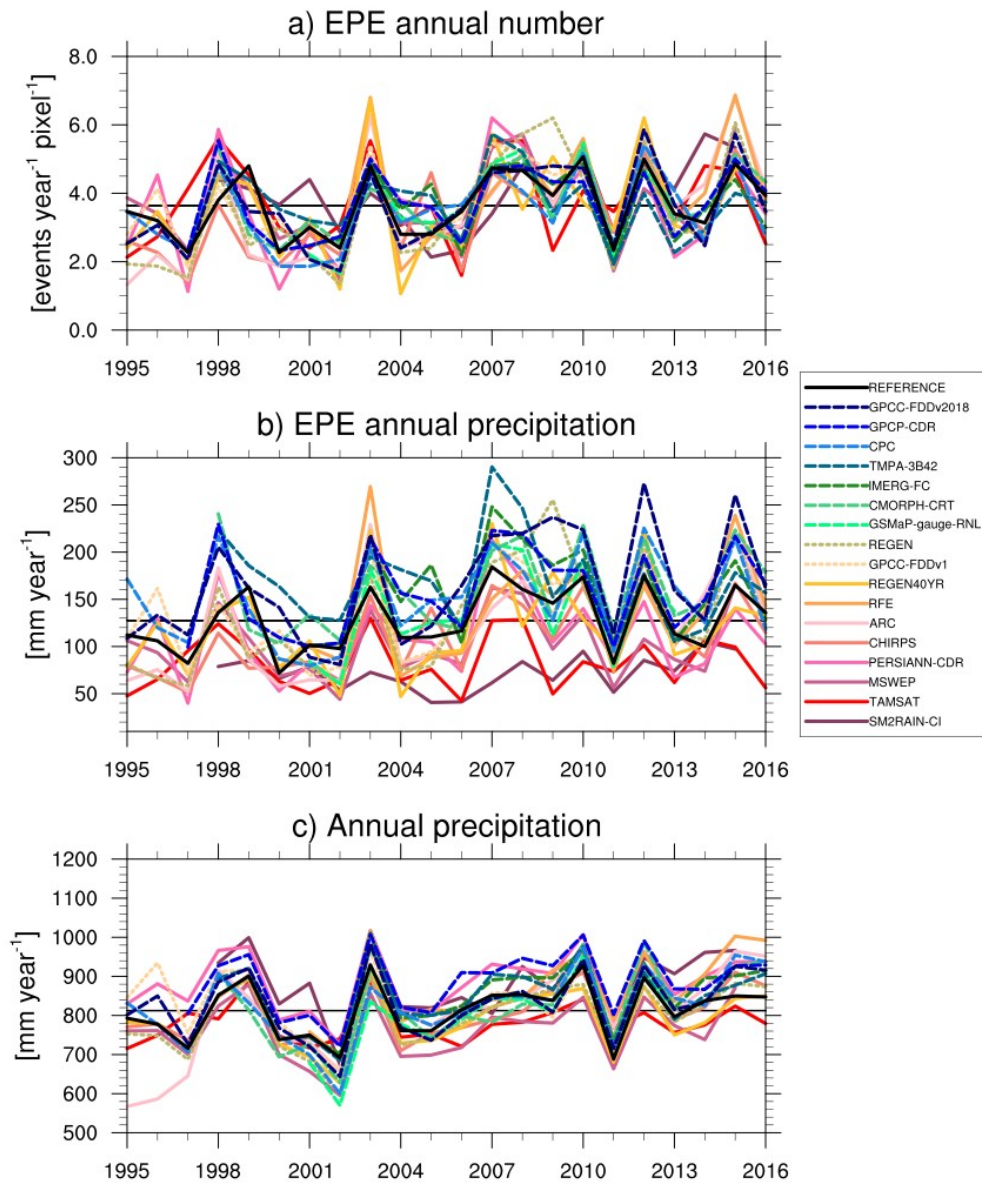 a) EPE annual number
8.0
6.0
4.0
2.0
0.0
[events year-1 pixel-1]
1995 1998 2001 2004 2007 2010 2013 2016
b) EPE annual precipitation
300
250
200
150
100
50
[mm year-1]
1995 1998 2001 2004 2007 2010 2013 2016
REFERENCE
GPCC-FDDv2018
GPCP-CDR
CPC
TMPA-3B42
IMERG-FC
CMORPH-CRT
GSMaP-gauge-RNL
REGEN
GPCC-FDDv1
REGEN40YR
RFE
ARC
CHIRPS
PERSIANN-CDR
MSWEP
TAMSAT
SM2RAIN-CI
c) Annual precipitation
1200
1100
1000
900
800
700
600
500
[mm year-1]
1995 1998 2001 2004 2007 2010 2013 2016